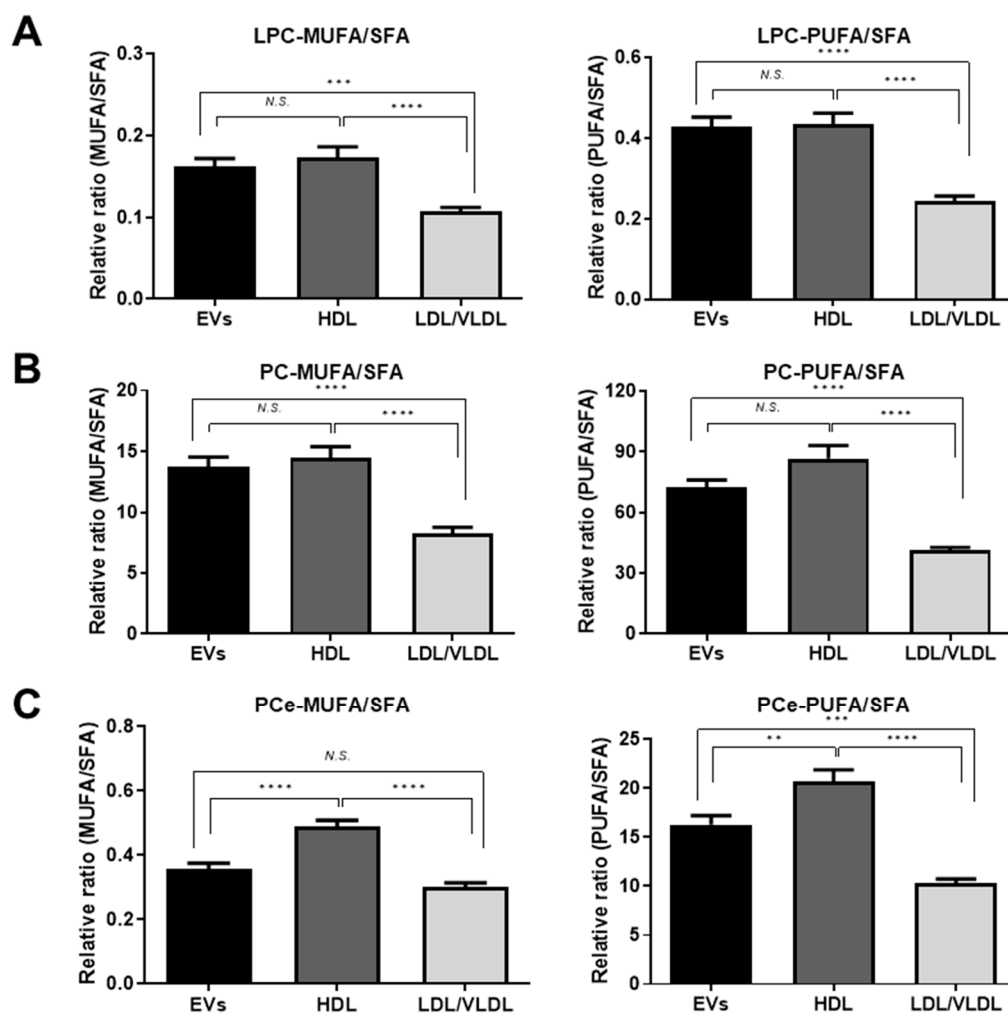 A
LPC-MUFA/SFA
Relative ratio (MUFA/SFA)
0.3
0.2
0.1
0.0
***
N.S.
****
EVs
HDL
LDL/VLDL
LPC-PUFA/SFA
Relative ratio (PUFA/SFA)
0.6
0.4
0.2
0.0
****
N.S.
****
EVs
HDL
LDL/VLDL
B
PC-MUFA/SFA
Relative ratio (MUFA/SFA)
20
15
10
5
0
****
N.S.
****
EVs
HDL
LDL/VLDL
PC-PUFA/SFA
Relative ratio (PUFA/SFA)
120
90
60
30
0
****
N.S.
****
EVs
HDL
LDL/VLDL
C
PCe-MUFA/SFA
Relative ratio (MUFA/SFA)
0.8
0.6
0.4
0.2
0.0
N.S.
****
****
EVs
HDL
LDL/VLDL
PCe-PUFA/SFA
Relative ratio (PUFA/SFA)
25
20
15
10
5
0
***
**
****
EVs
HDL
LDL/VLDL